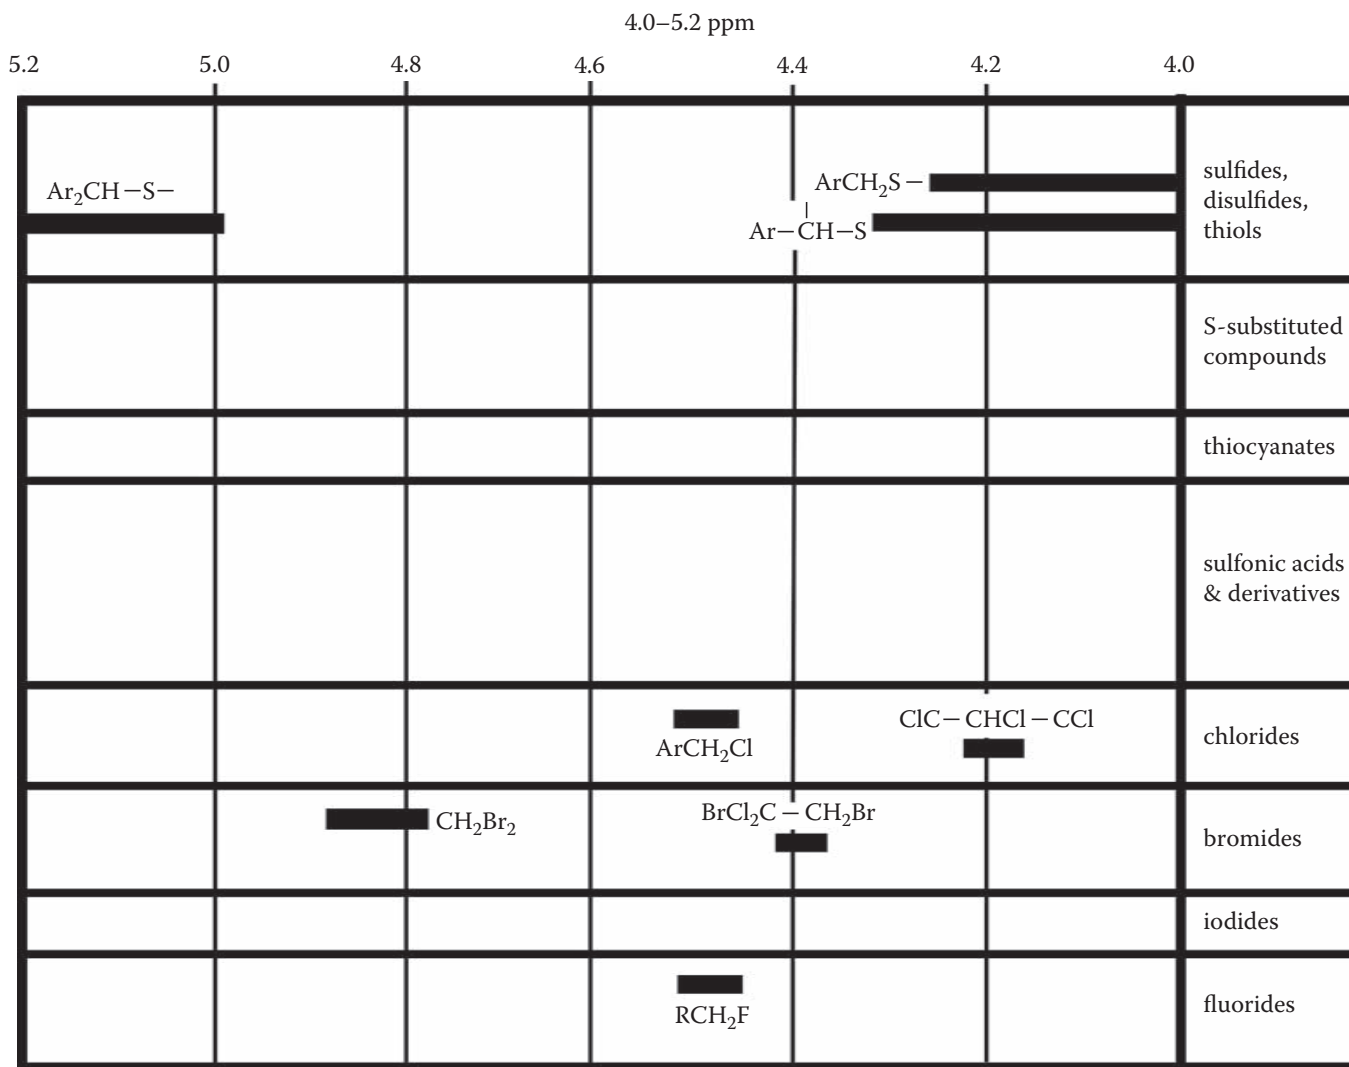 4.0–5.2 ppm
5.2 5.0 4.8 4.6 4.4 4.2 4.0
Ar₂CH–S–
ArCH₂S–
Ar–CH–S
sulfides,
disulfides,
thiols
S-substituted
compounds
thiocyanates
sulfonic acids
& derivatives
ArCH₂Cl
ClC–CHCl–CCl
chlorides
CH₂Br₂
BrCl₂C–CH₂Br
bromides
iodides
RCH₂F
fluorides